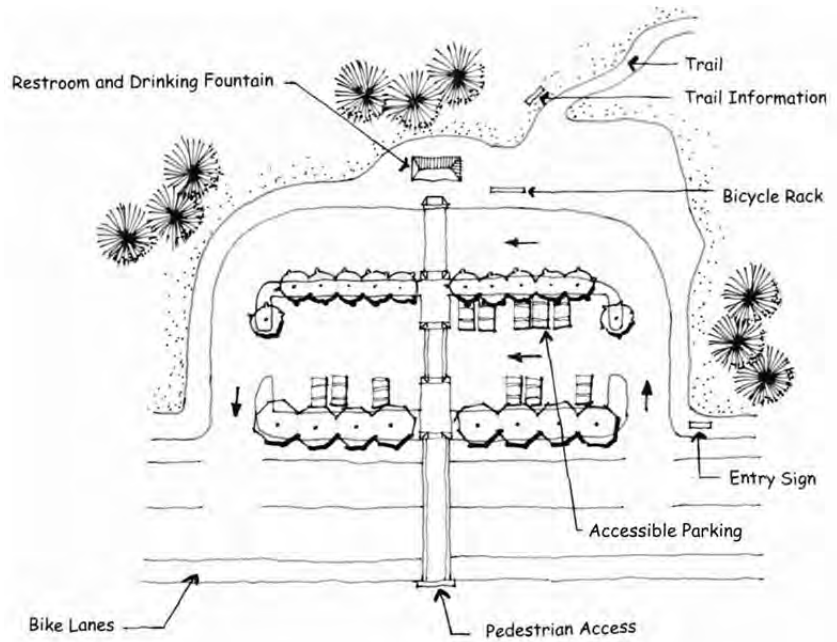 Trail
Restroom and Drinking Fountain
Trail Information
Bicycle Rack
Entry Sign
Accessible Parking
Bike Lanes
Pedestrian Access